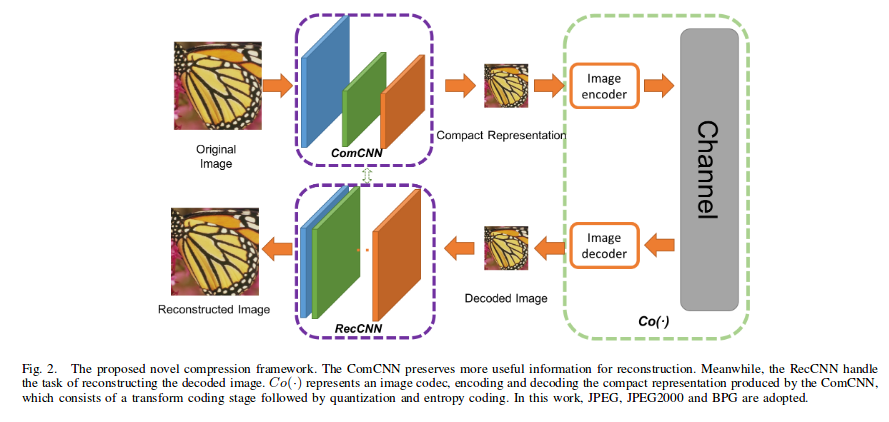 Original
Image
ComCNN
Compact Representation
Image
encoder
Channel
Reconstructed Image
RecCNN
Decoded Image
Image
decoder
Co(·)
Fig. 2. The proposed novel compression framework. The ComCNN preserves more useful information for reconstruction. Meanwhile, the RecCNN handle
the task of reconstructing the decoded image. Co(·) represents an image codec, encoding and decoding the compact representation produced by the ComCNN,
which consists of a transform coding stage followed by quantization and entropy coding. In this work, JPEG, JPEG2000 and BPG are adopted.